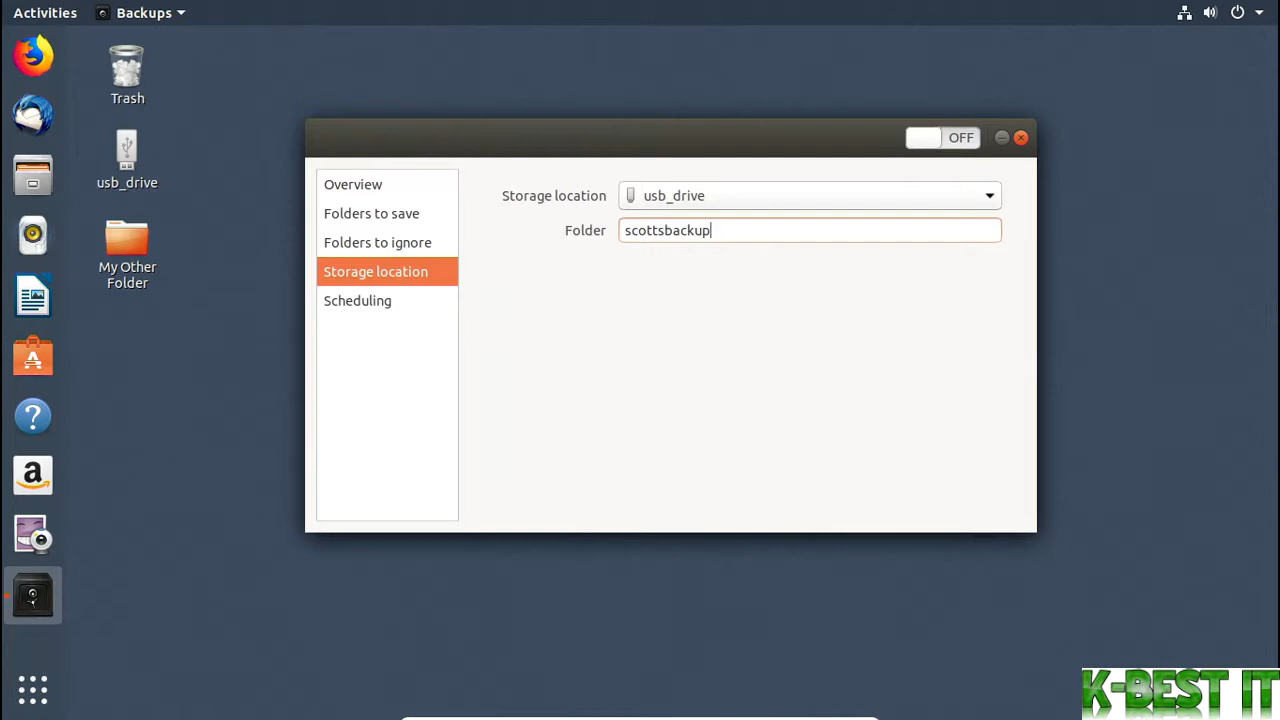 Activities
Backups
Trash
usb_drive
My Other
Folder
OFF
Overview
Folders to save
Folders to ignore
Storage location
Scheduling
Storage location
usb_drive
Folder
scottsbackup
K-BEST IT